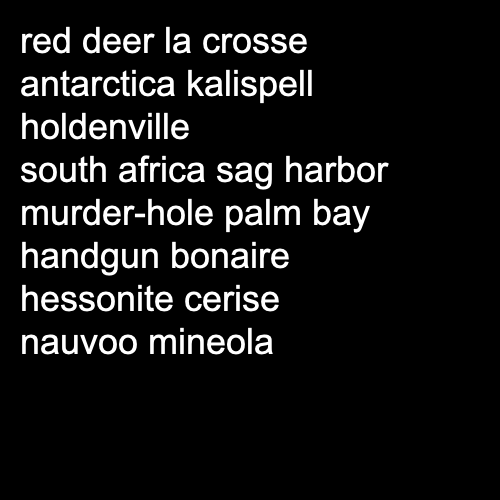 red deer la crosse
antarctica kalispell
holdenville
south africa sag harbor
murder-hole palm bay
handgun bonaire
hessonite cerise
nauvoo mineola